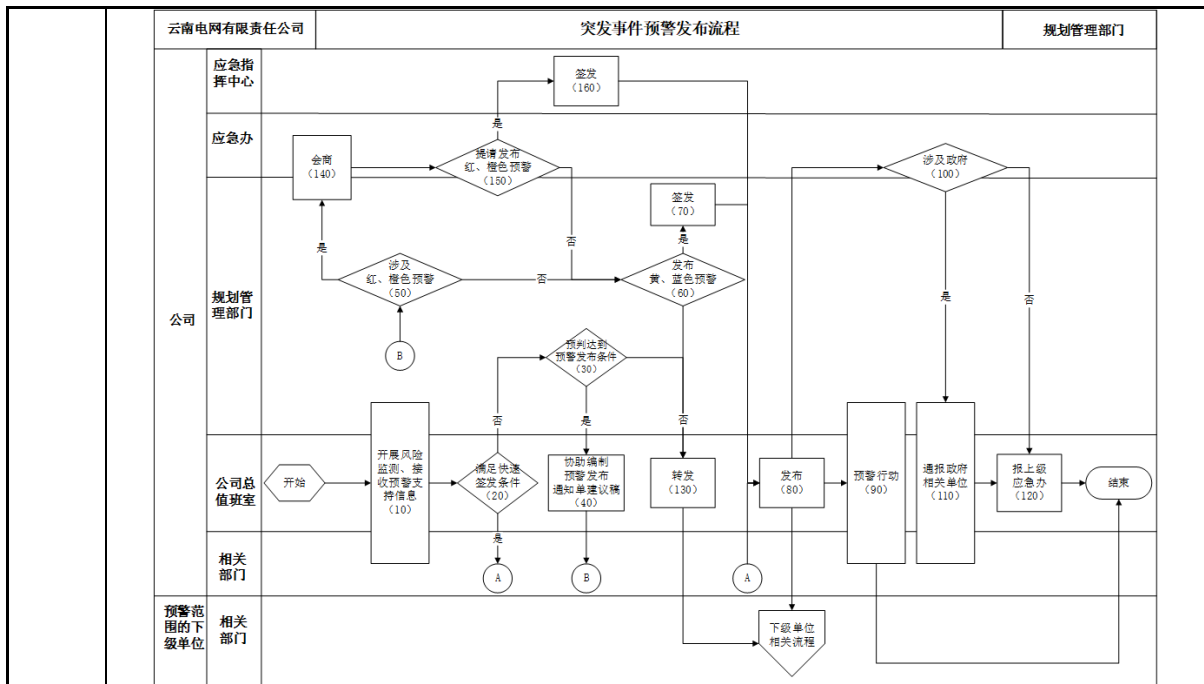 云南电网有限责任公司
突发事件预警发布流程
规划管理部门
应急指
挥中心
签发
(160)
是
应急办
会商
(140)
提请发布
红、橙色预警
(150)
涉及政府
(100)
公司
规划管
理部门
签发
(70)
是
否
是
涉及
红、橙色预警
(50)
否
发布
黄、蓝色预警
(60)
是
否
B
预判达到
预警发布条件
(30)
否
是
否
公司总
值班室
开始
开展风险
监测、接
收预警支
持信息
(10)
满足快速
签发条件
(20)
协助编制
预警发布
通知单建议稿
(40)
转发
(130)
发布
(80)
预警行动
(90)
通报政府
相关单位
(110)
报上级
应急办
(120)
结束
是
相关
部门
A
B
A
预警范
围的下
级单位
相关
部门
下级单位
相关流程